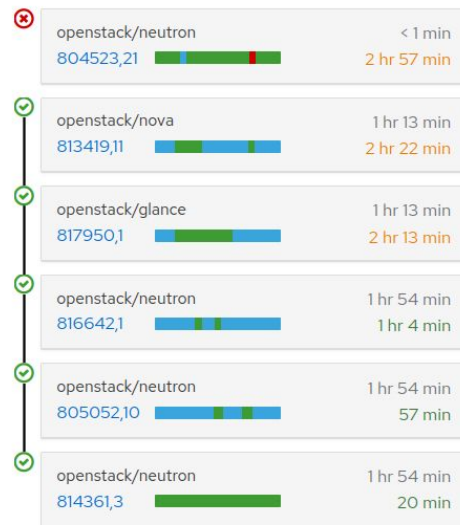 openstack/neutron < 1 min
804523,21 2 hr 57 min
openstack/nova 1 hr 13 min
813419,11 2 hr 22 min
openstack/glance 1 hr 13 min
817950,1 2 hr 13 min
openstack/neutron 1 hr 54 min
816642,1 1 hr 4 min
openstack/neutron 1 hr 54 min
805052,10 57 min
openstack/neutron 1 hr 54 min
814361,3 20 min